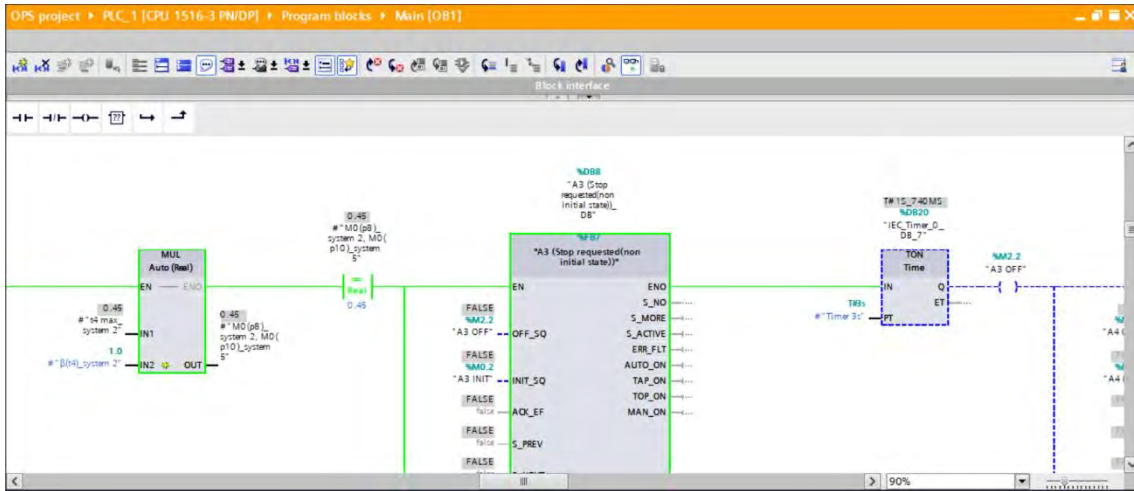 OPS project ▸ PLC_1 [CPU 1516-3 PN/DP] ▸ Program blocks ▸ Main [OB1]
Block interface
??
MUL
Auto (Real)
EN
ENO
0.45
#"t4 max_
system 2"
IN1
1.0
#"β(t4)_system 2"
IN2
OUT
0.45
#"M0(p8)_
system 2, M0(
p10)_system
5"
0.45
#"M0(p8)_
system 2, M0(
p10)_system
5"
==
Real
0.45
%DB8
"A3 (Stop
requested(non
initial state))_
DB"
%FB7
"A3 (Stop requested(non
initial state))"
EN
ENO
FALSE
%M2.2
"A3 OFF"
OFF_SQ
FALSE
%M0.2
"A3 INIT"
INIT_SQ
FALSE
false
ACK_EF
FALSE
false
S_PREV
FALSE
S_NO
S_MORE
S_ACTIVE
ERR_FLT
AUTO_ON
TAP_ON
TOP_ON
MAN_ON
T#1S_740MS
%DB20
"IEC_Timer_0_
DB_7"
TON
Time
IN
Q
ET
T#3s
#"Timer 3s"
PT
%M2.2
"A3 OFF"
90%